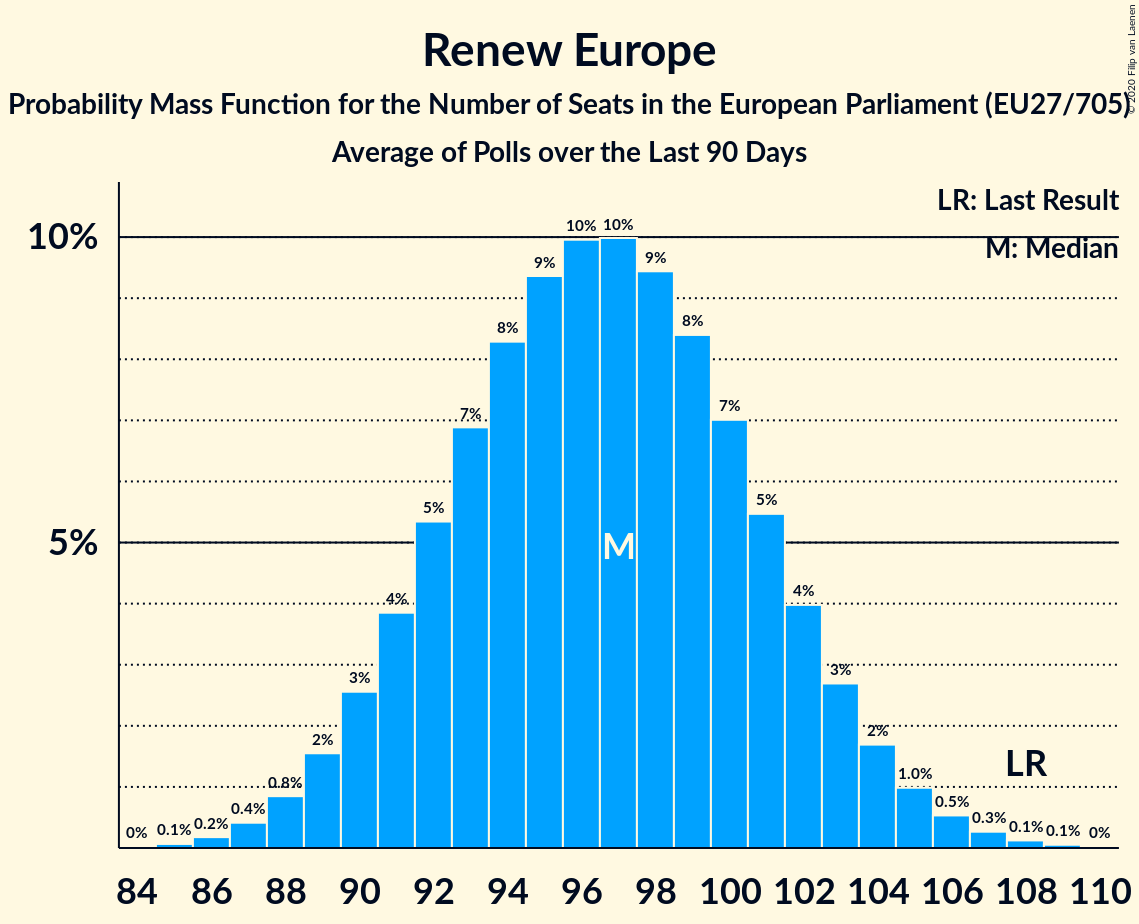 Renew Europe
Probability Mass Function for the Number of Seats in the European Parliament (EU27/705)
Average of Polls over the Last 90 Days
© 2020 Filip van Laenen
LR: Last Result
M: Median
10%
5%
0% 0.1% 0.2% 0.4% 0.8% 2% 3% 4% 5% 7% 8% 9% 10% 10% 9% 8% 7% 5% 4% 3% 2% 1.0% 0.5% 0.3% 0.1% 0.1% 0%
M
LR
84 86 88 90 92 94 96 98 100 102 104 106 108 110